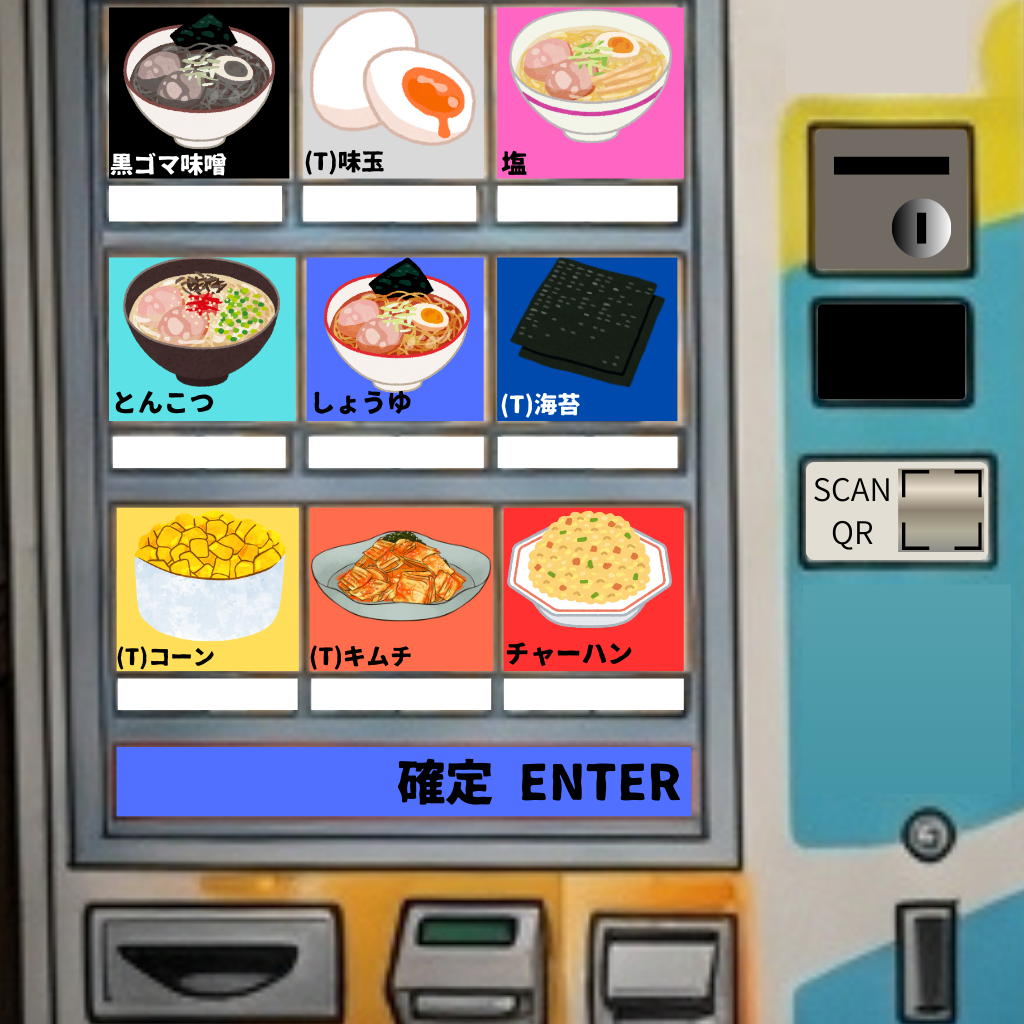 黒ゴマ味噌
(T)味玉
塩
とんこつ
しょうゆ
(T)海苔
(T)コーン
(T)キムチ
チャーハン
確定 ENTER
SCAN
QR